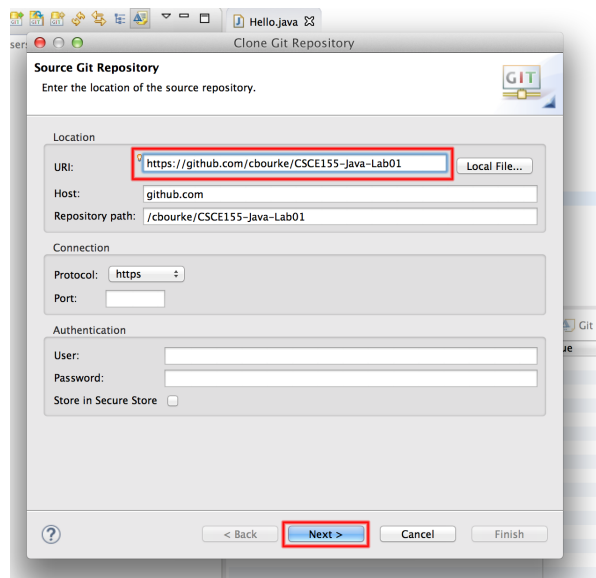 Hello.java
ser:
Clone Git Repository
Source Git Repository
Enter the location of the source repository.
GIT
Location
URI: https://github.com/cbourke/CSCE155-Java-Lab01 Local File...
Host: github.com
Repository path: /cbourke/CSCE155-Java-Lab01
Connection
Protocol: https
Port:
Git
Authentication
ue
User:
Password:
Store in Secure Store
? < Back Next > Cancel Finish